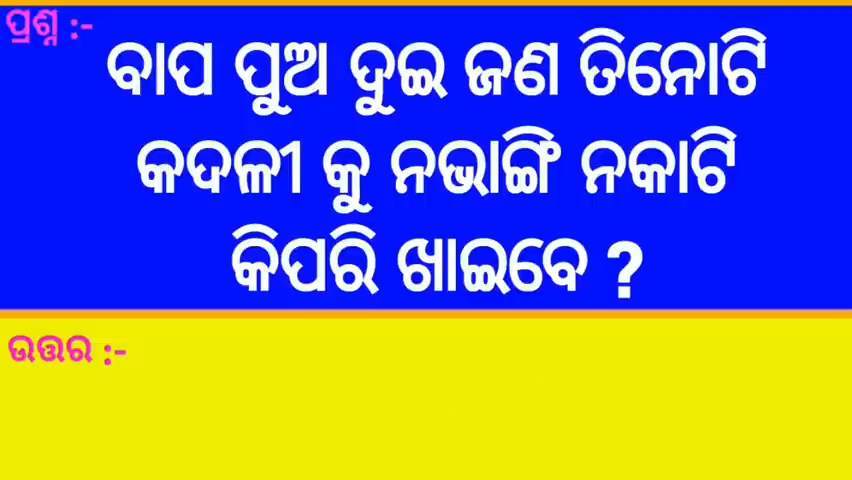 ପ୍ରଶ୍ନ :-
ବାପ ପୁଅ ଦୁଇ ଜଣ ତିନୋଟି
କଦଳୀ କୁ ନଭାଙ୍ଗି ନକାଟି
କିପରି ଖାଇବେ ?
ଉତ୍ତର :-